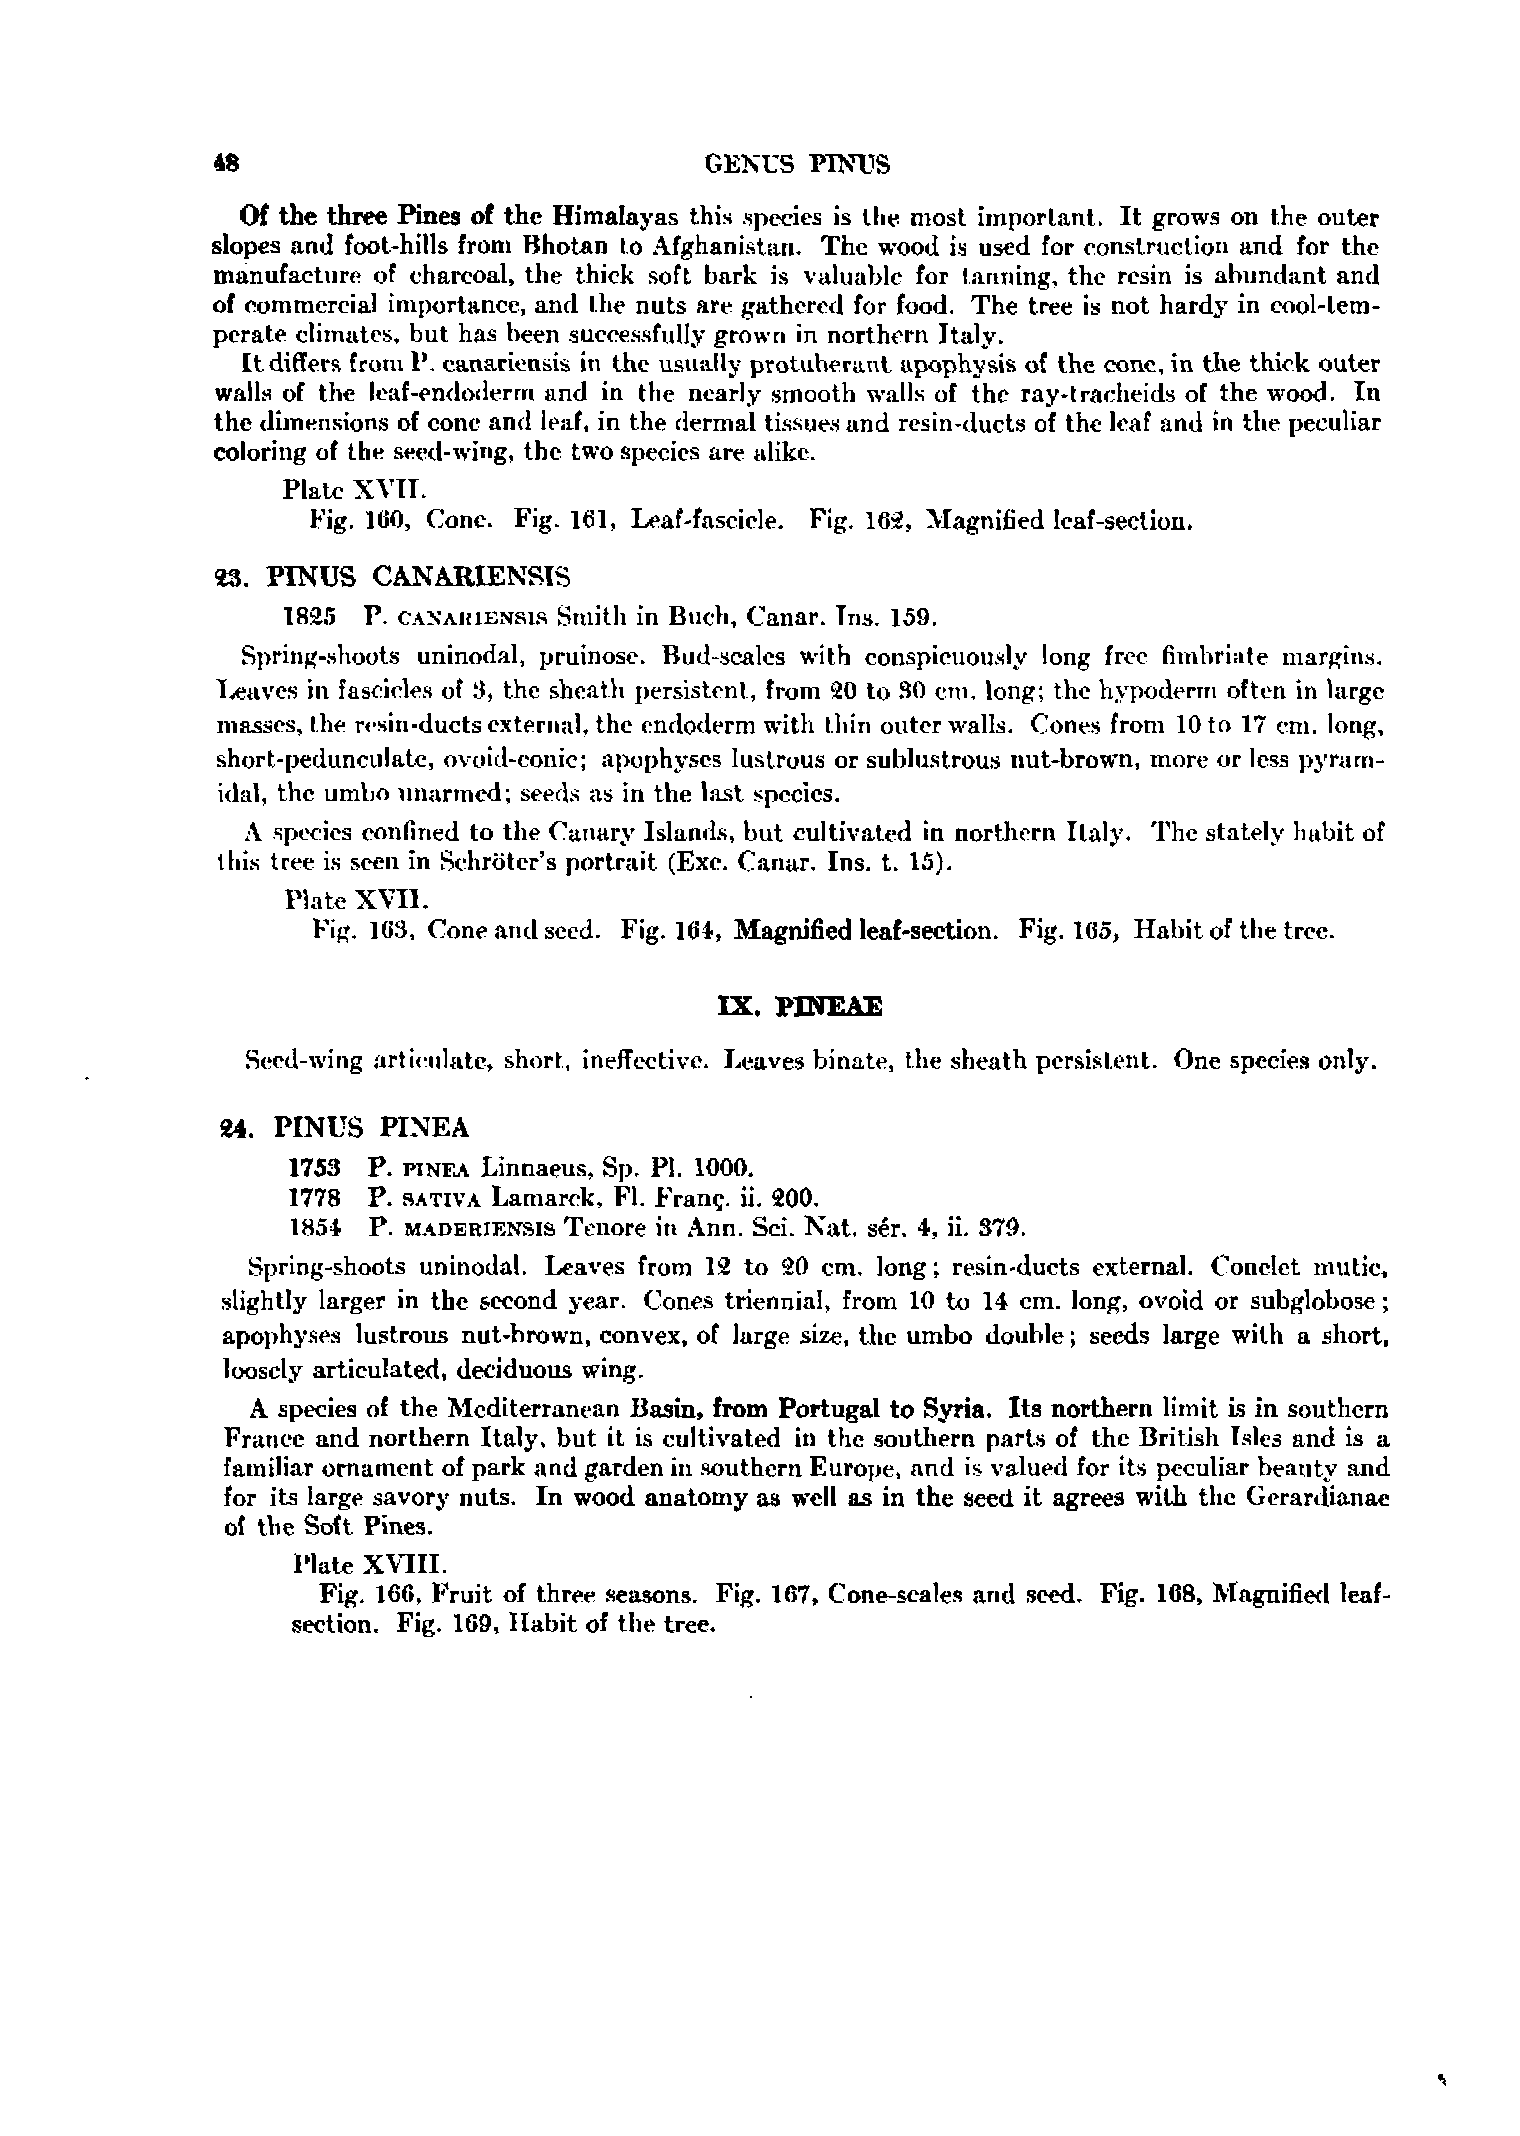 48 GENUS PINUS
Of the three Pines of the Himalayas this species is the most important. It grows on the outer
slopes and foot-hills from Bhotan to Afghanistan. The wood is used for construction and for the
manufacture of charcoal, the thick soft bark is valuable for tanning, the resin is abundant and
of commercial importance, and the nuts are gathered for food. The tree is not hardy in cool-tem-
perate climates, but has been successfully grown in northern Italy.
It differs from P. canariensis in the usually protuberant apophysis of the cone, in the thick outer
walls of the leaf-endoderm and in the nearly smooth walls of the ray-tracheids of the wood. In
the dimensions of cone and leaf, in the dermal tissues and resin-ducts of the leaf and in the peculiar
coloring of the seed-wing, the two species are alike.
Plate XVII.
Fig. 160, Cone. Fig. 161, Leaf-fascicle. Fig. 162, Magnified leaf-section.
23. PINUS CANARIENSIS
1825 P. CANARIENSIS Smith in Buch, Canar. Ins. 159.
Spring-shoots uninodal, pruinose. Bud-scales with conspicuously long free fimbriate margins.
Leaves in fascicles of 3, the sheath persistent, from 20 to 30 cm. long; the hypoderm often in large
masses, the resin-ducts external, the endoderm with thin outer walls. Cones from 10 to 17 cm. long,
short-pedunculate, ovoid-conic; apophyses lustrous or sublustrous nut-brown, more or less pyram-
idal, the umbo unarmed; seeds as in the last species.
A species confined to the Canary Islands, but cultivated in northern Italy. The stately habit of
this tree is seen in Schröter's portrait (Exc. Canar. Ins. t. 15).
Plate XVII.
Fig. 163, Cone and seed. Fig. 164, Magnified leaf-section. Fig. 165, Habit of the tree.
IX. PINEAE
Seed-wing articulate, short, ineffective. Leaves binate, the sheath persistent. One species only.
24. PINUS PINEA
1753 P. PINEA Linnaeus, Sp. Pl. 1000.
1778 P. SATIVA Lamarck, Fl. Franç. ii. 200.
1854 P. MADERIENSIS Tenore in Ann. Sci. Nat. sér. 4, ii. 379.
Spring-shoots uninodal. Leaves from 12 to 20 cm. long; resin-ducts external. Conelet mutic,
slightly larger in the second year. Cones triennial, from 10 to 14 cm. long, ovoid or subglobose;
apophyses lustrous nut-brown, convex, of large size, the umbo double; seeds large with a short,
loosely articulated, deciduous wing.
A species of the Mediterranean Basin, from Portugal to Syria. Its northern limit is in southern
France and northern Italy, but it is cultivated in the southern parts of the British Isles and is a
familiar ornament of park and garden in southern Europe, and is valued for its peculiar beauty and
for its large savory nuts. In wood anatomy as well as in the seed it agrees with the Gerardianae
of the Soft Pines.
Plate XVIII.
Fig. 166, Fruit of three seasons. Fig. 167, Cone-scales and seed. Fig. 168, Magnified leaf-
section. Fig. 169, Habit of the tree.